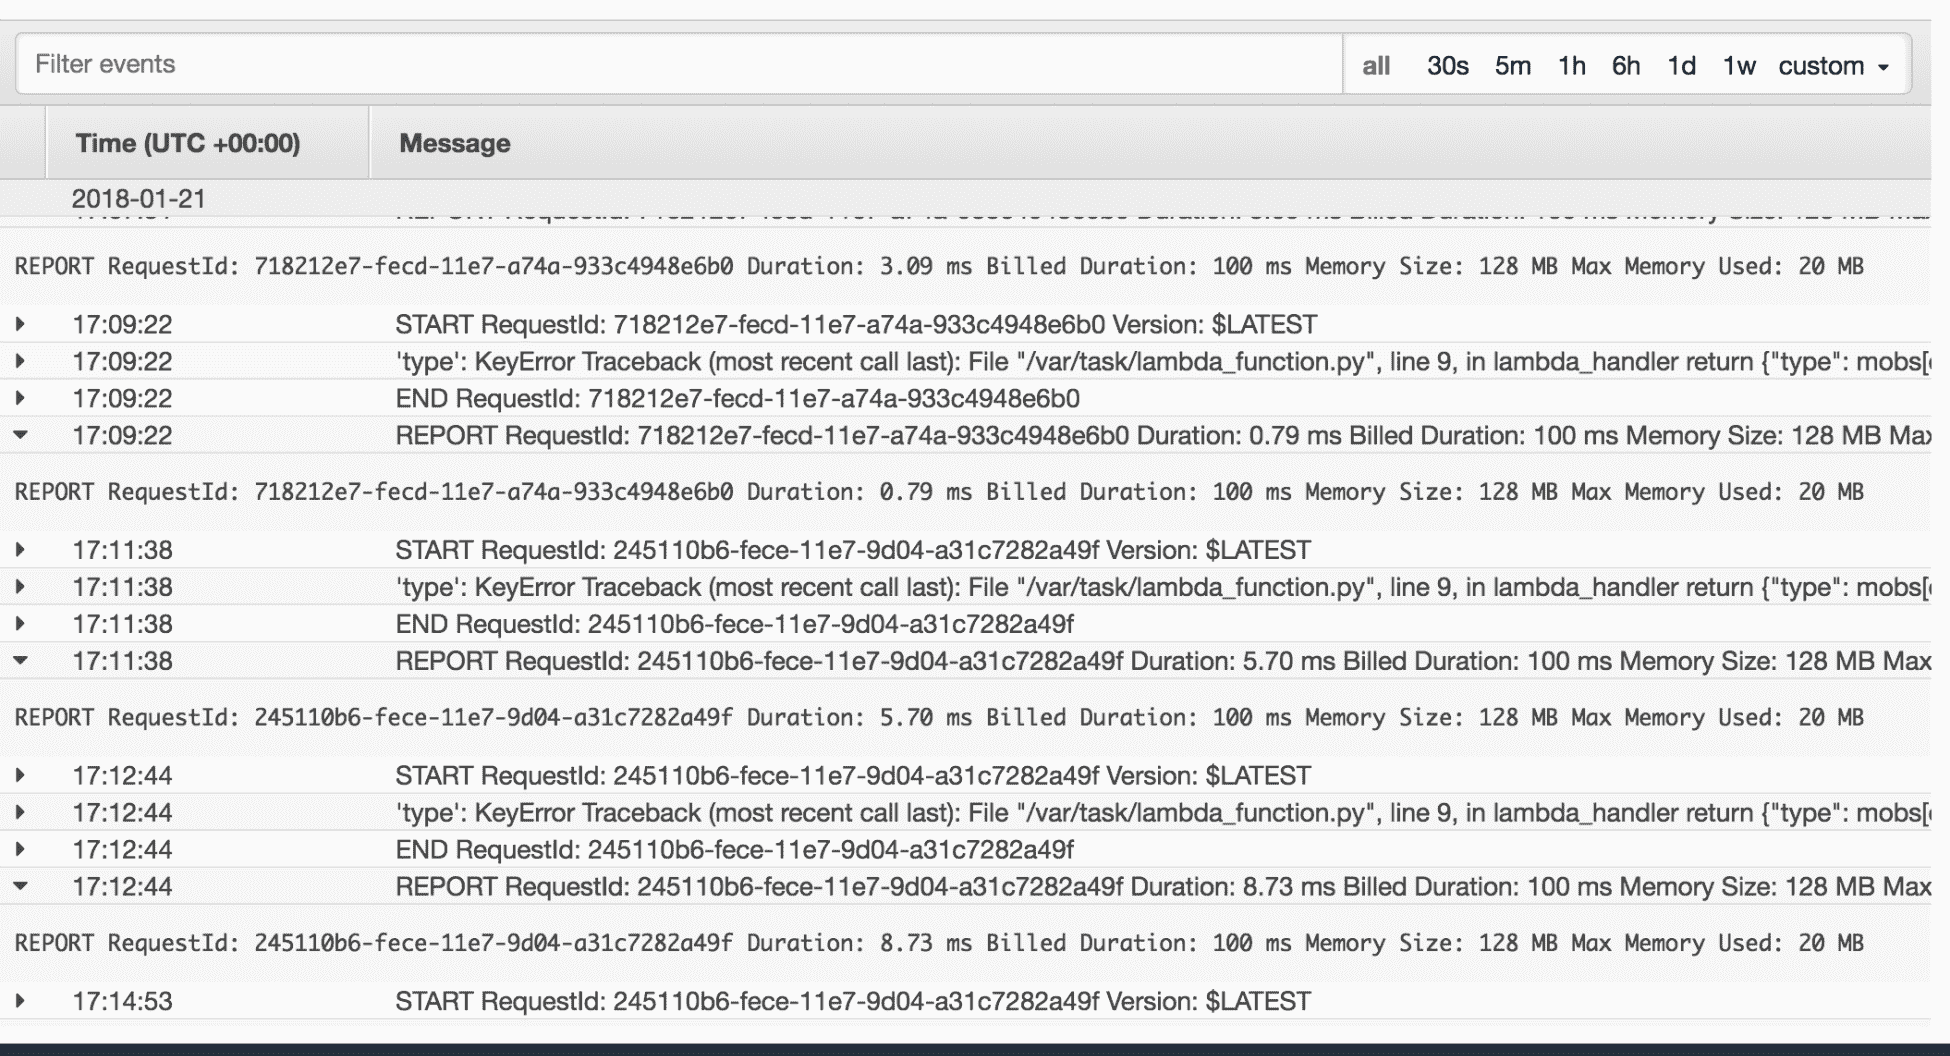 Filter events
all 30s 5m 1h 6h 1d 1w custom
Time (UTC +00:00) Message
2018-01-21
REPORT RequestId: 718212e7-fecd-11e7-a74a-933c4948e6b0 Duration: 3.09 ms Billed Duration: 100 ms Memory Size: 128 MB Max Memory Used: 20 MB
17:09:22 START RequestId: 718212e7-fecd-11e7-a74a-933c4948e6b0 Version: $LATEST
17:09:22 'type': KeyError Traceback (most recent call last): File "/var/task/lambda_function.py", line 9, in lambda_handler return {"type": mobs[
17:09:22 END RequestId: 718212e7-fecd-11e7-a74a-933c4948e6b0
17:09:22 REPORT RequestId: 718212e7-fecd-11e7-a74a-933c4948e6b0 Duration: 0.79 ms Billed Duration: 100 ms Memory Size: 128 MB Max
REPORT RequestId: 718212e7-fecd-11e7-a74a-933c4948e6b0 Duration: 0.79 ms Billed Duration: 100 ms Memory Size: 128 MB Max Memory Used: 20 MB
17:11:38 START RequestId: 245110b6-fece-11e7-9d04-a31c7282a49f Version: $LATEST
17:11:38 'type': KeyError Traceback (most recent call last): File "/var/task/lambda_function.py", line 9, in lambda_handler return {"type": mobs[
17:11:38 END RequestId: 245110b6-fece-11e7-9d04-a31c7282a49f
17:11:38 REPORT RequestId: 245110b6-fece-11e7-9d04-a31c7282a49f Duration: 5.70 ms Billed Duration: 100 ms Memory Size: 128 MB Max
REPORT RequestId: 245110b6-fece-11e7-9d04-a31c7282a49f Duration: 5.70 ms Billed Duration: 100 ms Memory Size: 128 MB Max Memory Used: 20 MB
17:12:44 START RequestId: 245110b6-fece-11e7-9d04-a31c7282a49f Version: $LATEST
17:12:44 'type': KeyError Traceback (most recent call last): File "/var/task/lambda_function.py", line 9, in lambda_handler return {"type": mobs[
17:12:44 END RequestId: 245110b6-fece-11e7-9d04-a31c7282a49f
17:12:44 REPORT RequestId: 245110b6-fece-11e7-9d04-a31c7282a49f Duration: 8.73 ms Billed Duration: 100 ms Memory Size: 128 MB Max
REPORT RequestId: 245110b6-fece-11e7-9d04-a31c7282a49f Duration: 8.73 ms Billed Duration: 100 ms Memory Size: 128 MB Max Memory Used: 20 MB
17:14:53 START RequestId: 245110b6-fece-11e7-9d04-a31c7282a49f Version: $LATEST